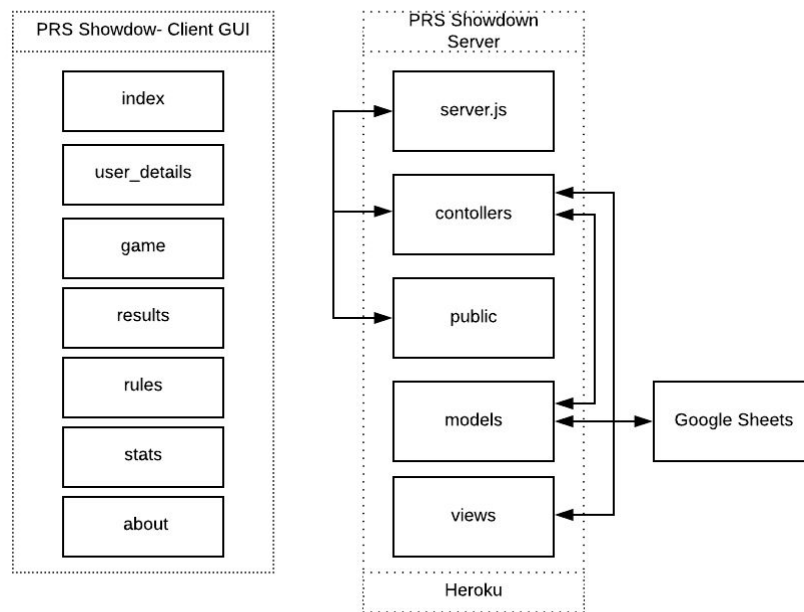 PRS Showdow- Client GUI
index
user_details
game
results
rules
stats
about
PRS Showdown
Server
server.js
contollers
public
models
views
Heroku
Google Sheets